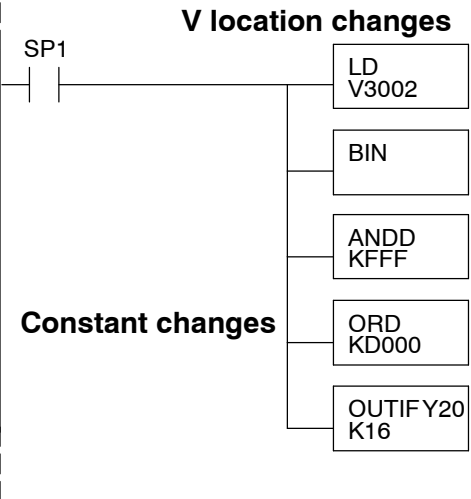 V location changes
SP1
LD
V3002
BIN
ANDD
KFFF
Constant changes
ORD
KD000
OUTIF Y20
K16